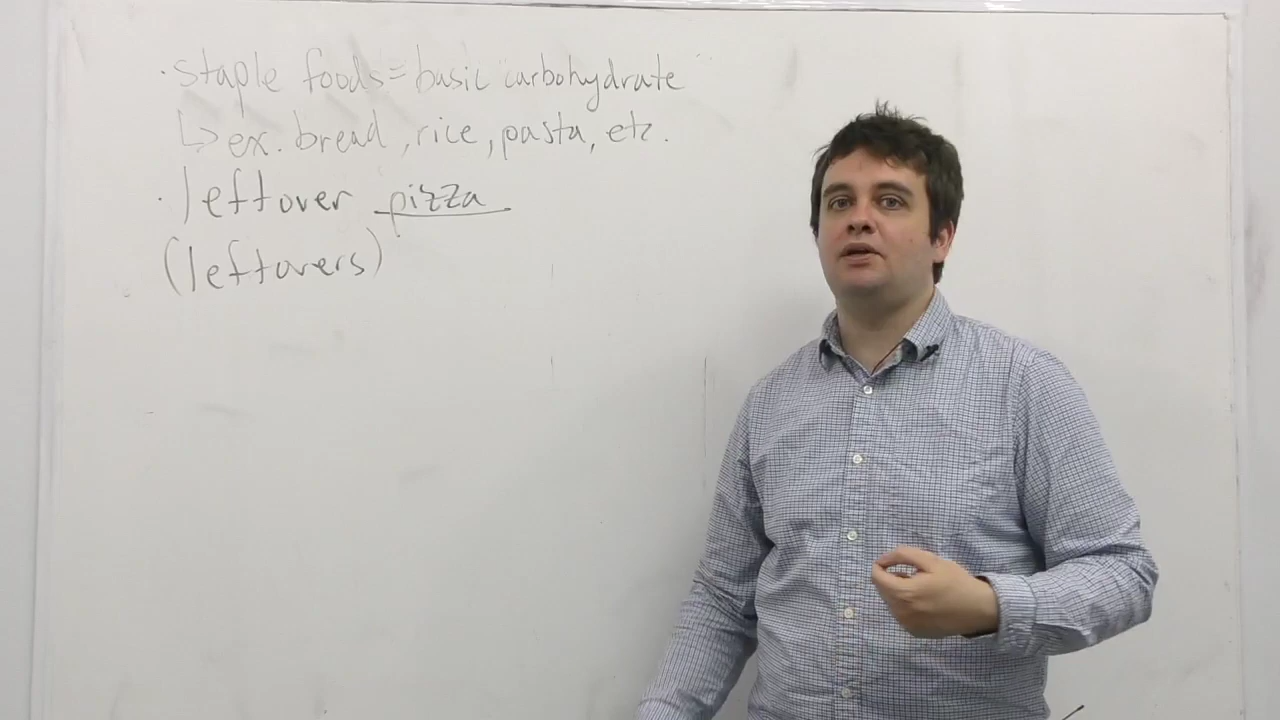 · staple foods = basic carbohydrate
↳ ex. bread, rice, pasta, etc.
· leftover pizza
(leftovers)